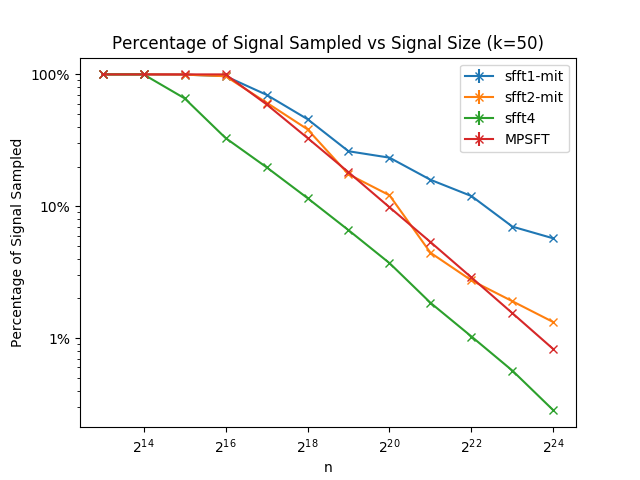 Percentage of Signal Sampled vs Signal Size (k=50)
Percentage of Signal Sampled
100%
10%
1%
sfft1-mit
sfft2-mit
sfft4
MPSFT
2^14 2^16 2^18 2^20 2^22 2^24
n